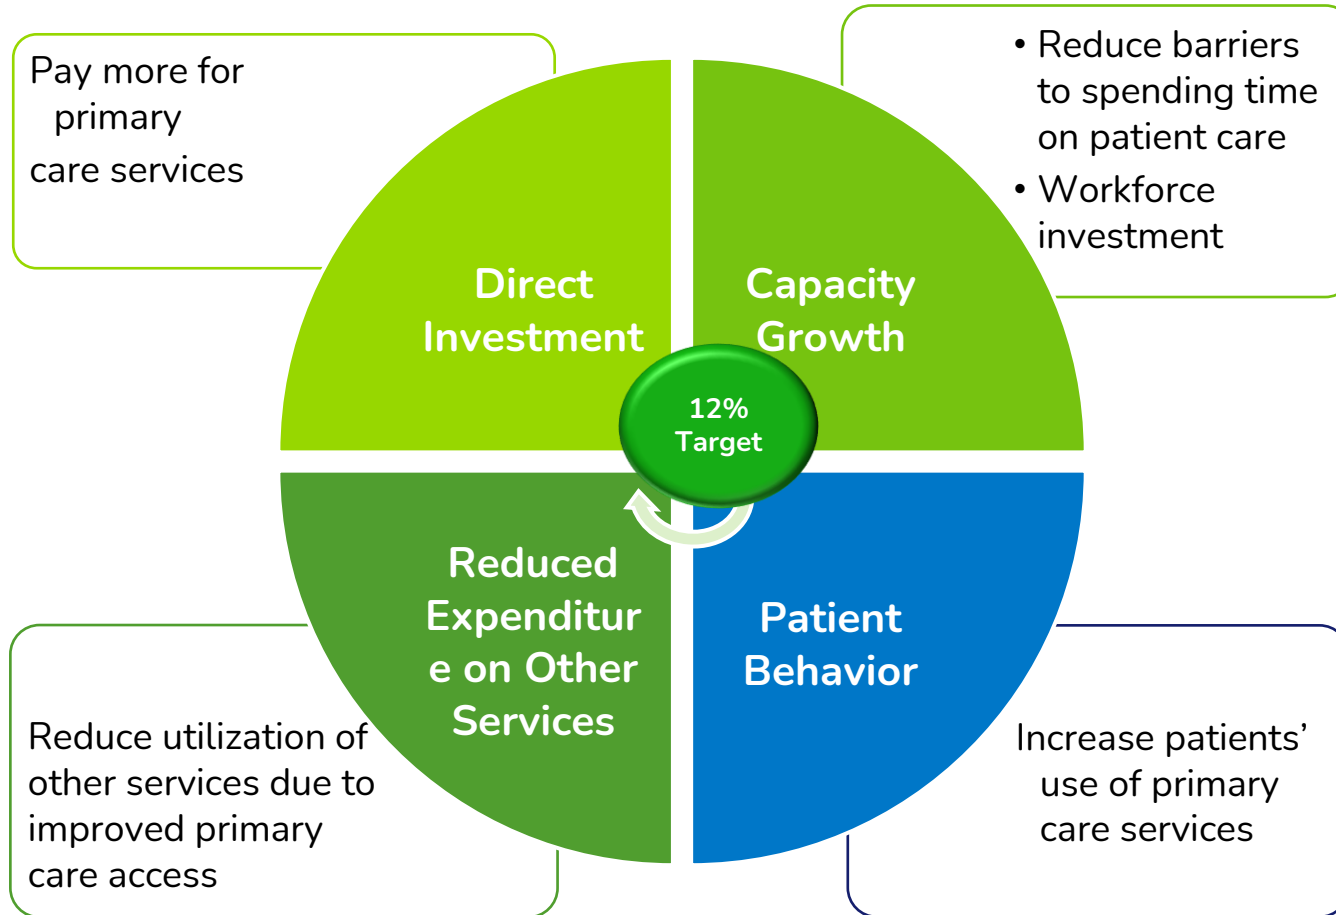 Pay more for
primary
care services
• Reduce barriers
to spending time
on patient care
• Workforce
investment
Direct
Investment
Capacity
Growth
12%
Target
Reduced
Expenditur
e on Other
Services
Patient
Behavior
Reduce utilization of
other services due to
improved primary
care access
Increase patients’
use of primary
care services